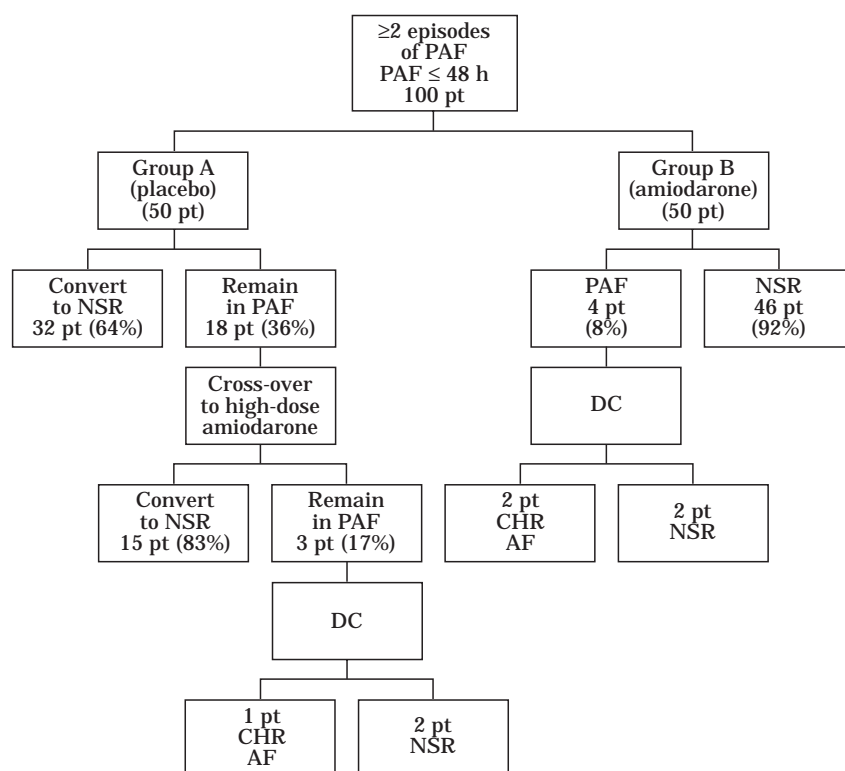 ≥2 episodes
of PAF
PAF ≤ 48 h
100 pt
Group A
(placebo)
(50 pt)
Group B
(amiodarone)
(50 pt)
Convert
to NSR
32 pt (64%)
Remain
in PAF
18 pt (36%)
PAF
4 pt
(8%)
NSR
46 pt
(92%)
Cross-over
to high-dose
amiodarone
DC
Convert
to NSR
15 pt (83%)
Remain
in PAF
3 pt (17%)
2 pt
CHR
AF
2 pt
NSR
DC
1 pt
CHR
AF
2 pt
NSR